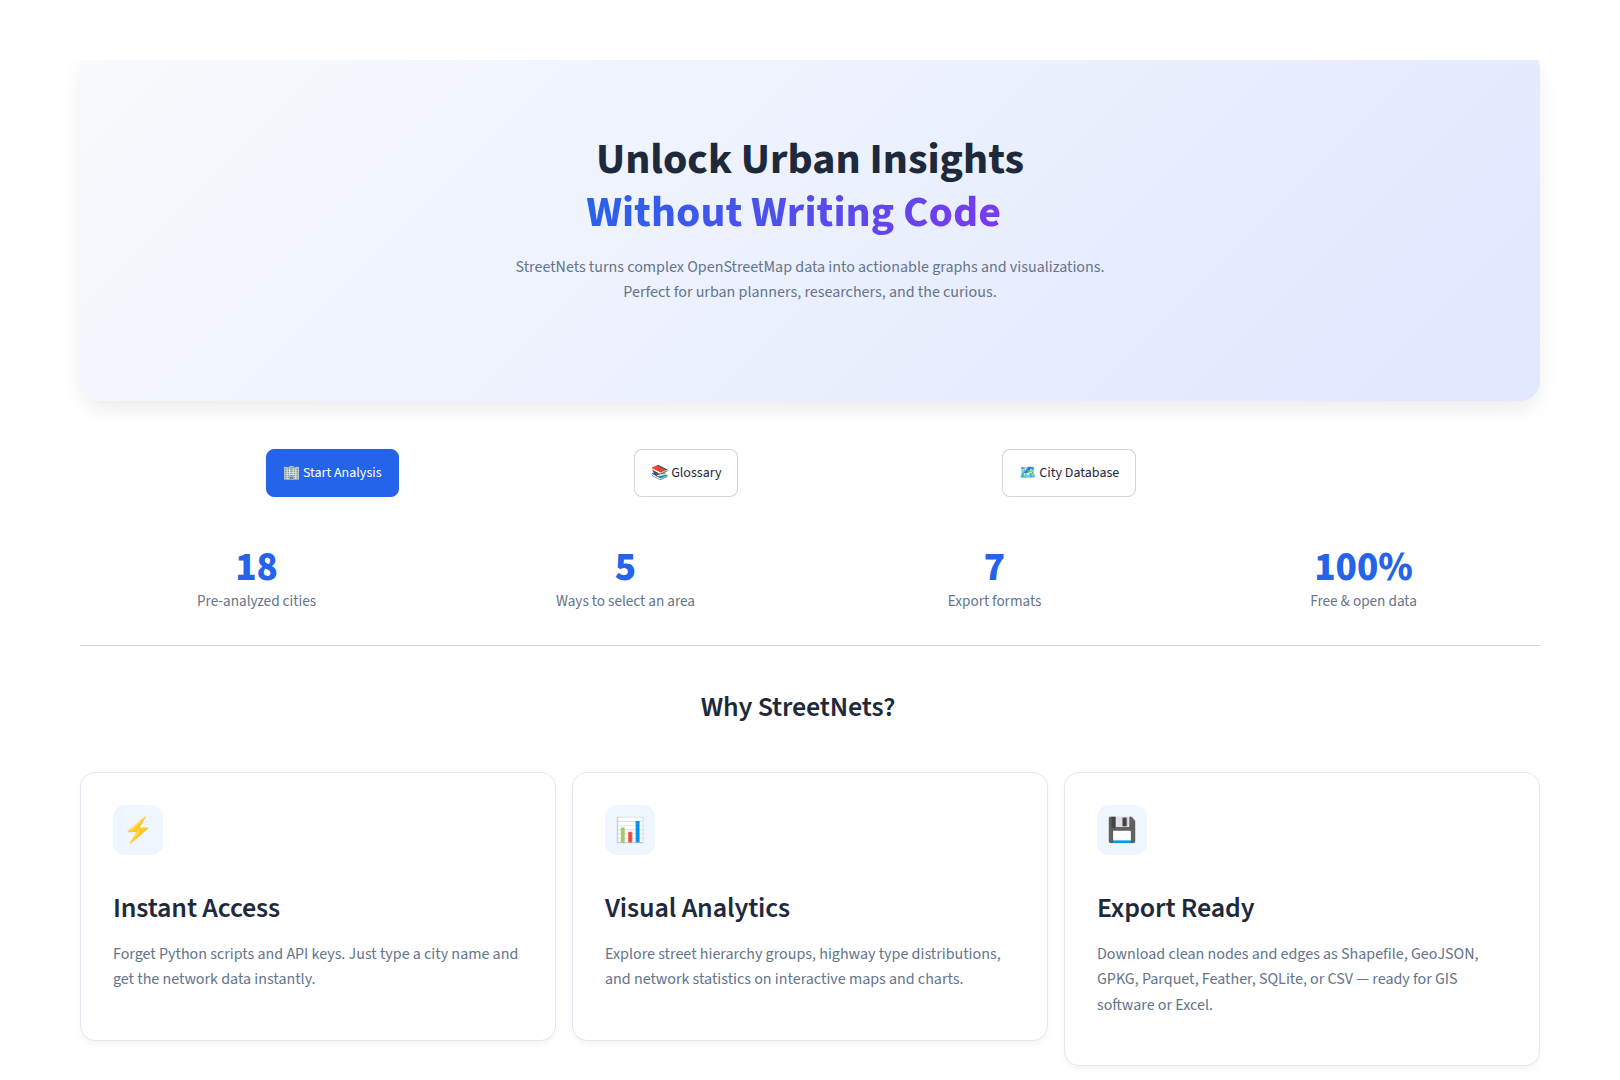 Unlock Urban Insights
Without Writing Code
StreetNets turns complex OpenStreetMap data into actionable graphs and visualizations.
Perfect for urban planners, researchers, and the curious.
Start Analysis
Glossary
City Database
18
Pre-analyzed cities
5
Ways to select an area
7
Export formats
100%
Free & open data
Why StreetNets?
Instant Access
Forget Python scripts and API keys. Just type a city name and
get the network data instantly.
Visual Analytics
Explore street hierarchy groups, highway type distributions,
and network statistics on interactive maps and charts.
Export Ready
Download clean nodes and edges as Shapefile, GeoJSON,
GPKG, Parquet, Feather, SQLite, or CSV — ready for GIS
software or Excel.